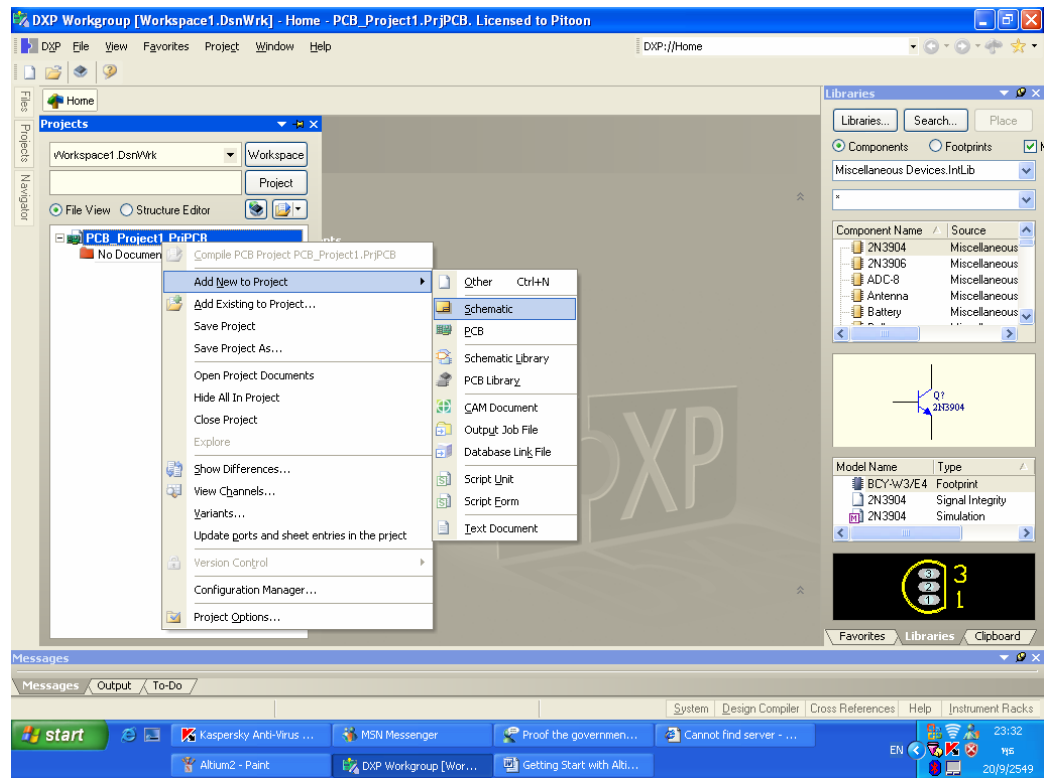 DXP Workgroup [Workspace1.DsnWrk] - Home - PCB_Project1.PrjPCB. Licensed to Pitoon
DXP File View Favorites Project Window Help DXP://Home
Home
Files
Projects
Navigator
Projects
Workspace1.DsnWrk Workspace
Project
File View Structure Editor
PCB_Project1.PrjPCB
No Documen
nts
Compile PCB Project PCB_Project1.PrjPCB
Add New to Project
Add Existing to Project...
Save Project
Save Project As...
Open Project Documents
Hide All In Project
Close Project
Explore
Show Differences...
View Channels...
Variants...
Update ports and sheet entries in the prject
Version Control
Configuration Manager...
Project Options...
Other Ctrl+N
Schematic
PCB
Schematic Library
PCB Library
CAM Document
Output Job File
Database Link File
Script Unit
Script Form
Text Document
DXP
Libraries
Libraries... Search... Place
Components Footprints M
Miscellaneous Devices.IntLib
*
Component Name Source
2N3904 Miscellaneous
2N3906 Miscellaneous
ADC-8 Miscellaneous
Antenna Miscellaneous
Battery Miscellaneous
Q?
2N3904
Model Name Type
BCY-W3/E4 Footprint
2N3904 Signal Integrity
2N3904 Simulation
3
2
1
3
1
Favorites Libraries Clipboard
Messages
Messages Output To-Do
System Design Compiler Cross References Help Instrument Racks
start Kaspersky Anti-Virus ... MSN Messenger Proof the governmen... Cannot find server - ...
Altium2 - Paint DXP Workgroup [Wor... Getting Start with Alti...
EN
23:32
พุธ
20/9/2549